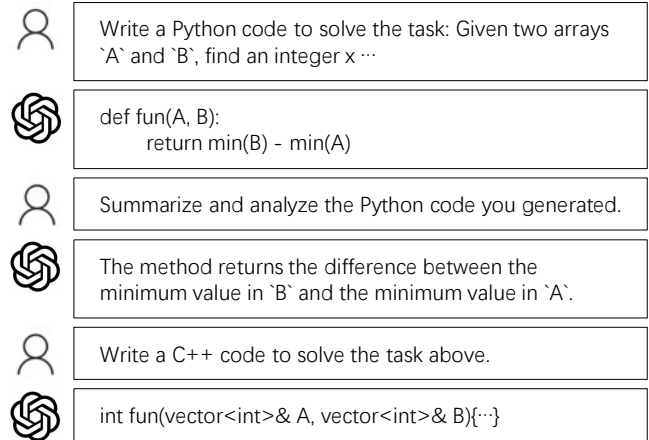 Write a Python code to solve the task: Given two arrays
`A` and `B`, find an integer x ···
def fun(A, B):
return min(B) - min(A)
Summarize and analyze the Python code you generated.
The method returns the difference between the
minimum value in `B` and the minimum value in `A`.
Write a C++ code to solve the task above.
int fun(vector<int>& A, vector<int>& B){···}